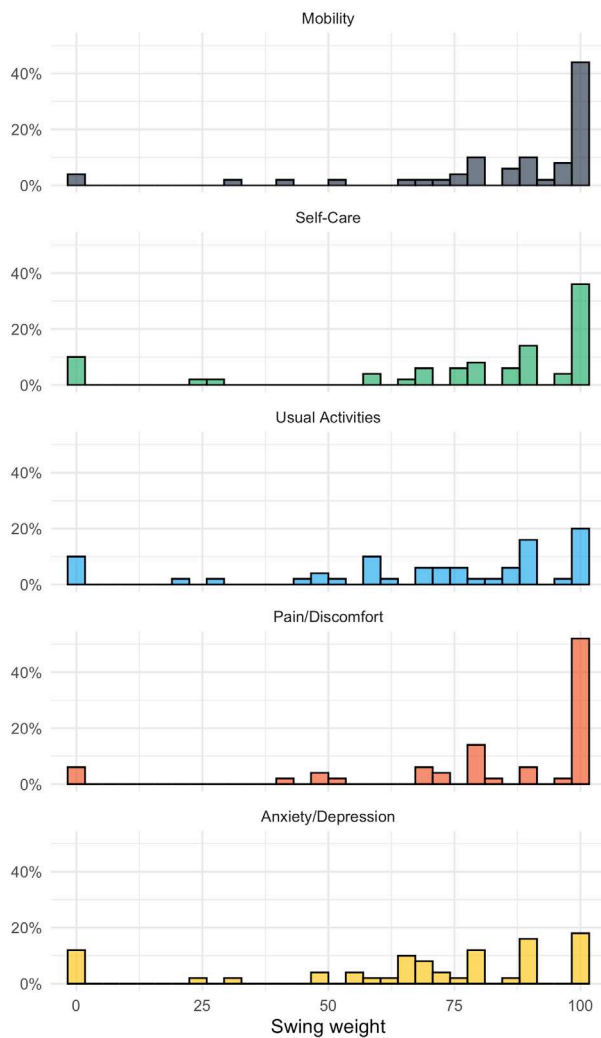 Mobility
40%
20%
0%
Self-Care
40%
20%
0%
Usual Activities
40%
20%
0%
Pain/Discomfort
40%
20%
0%
Anxiety/Depression
40%
20%
0%
0 25 50 75 100
Swing weight